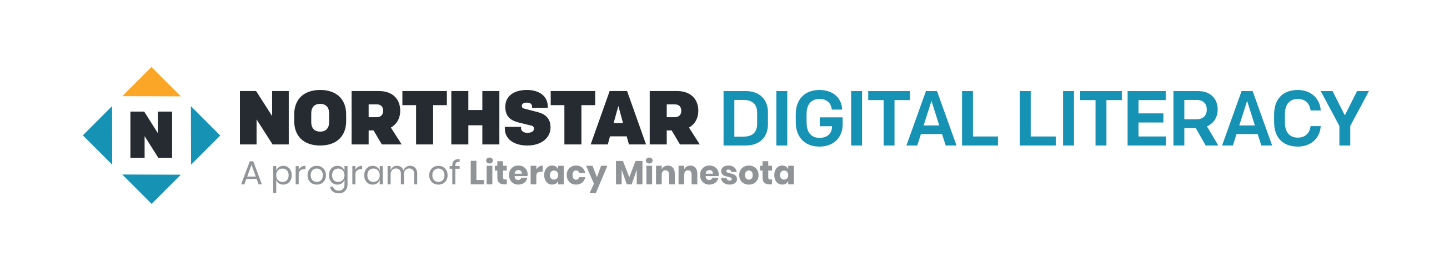 N
NORTHSTAR DIGITAL LITERACY
A program of Literacy Minnesota